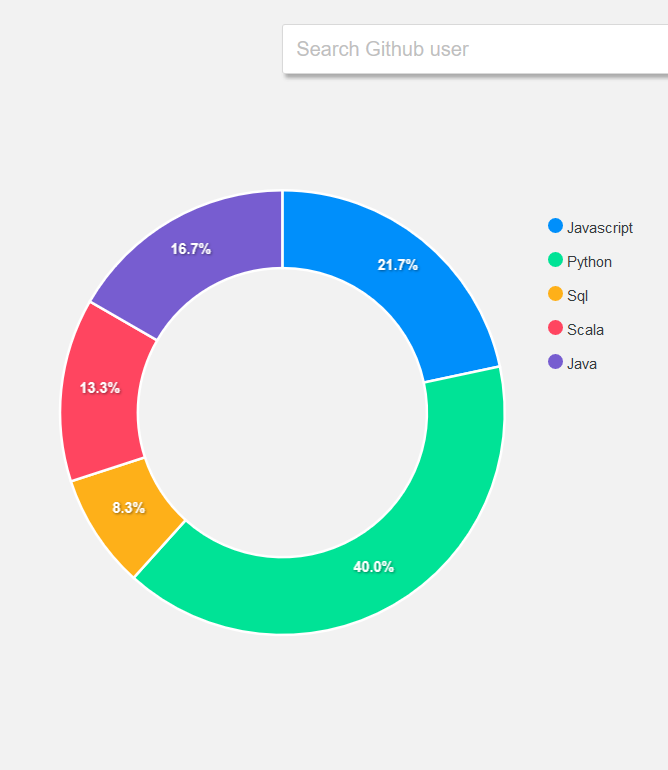 Search Github user
Javascript
Python
Sql
Scala
Java
16.7%
21.7%
13.3%
8.3%
40.0%